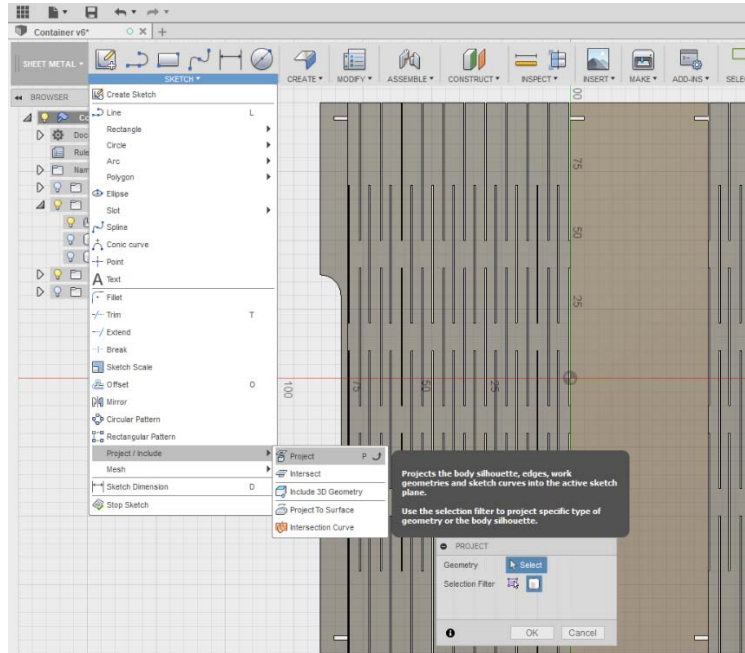 Container v6*
SHEET METAL
SKETCH
CREATE
MODIFY
ASSEMBLE
CONSTRUCT
INSPECT
INSERT
MAKE
ADD-INS
BROWSER
Create Sketch
Line L
Rectangle
Circle
Arc
Polygon
Ellipse
Slot
Spline
Conic curve
Point
Text
Fillet
Trim T
Extend
Break
Sketch Scale
Offset O
Mirror
Circular Pattern
Rectangular Pattern
Project / Include
Mesh
Sketch Dimension D
Stop Sketch
Project P
Intersect
Include 3D Geometry
Project To Surface
Intersection Curve
Projects the body silhouette, edges, work
geometries and sketch curves into the active sketch
plane.
Use the selection filter to project specific type of
geometry or the body silhouette.
PROJECT
Geometry Select
Selection Filter
OK Cancel
75
50
25
100
75
50
25